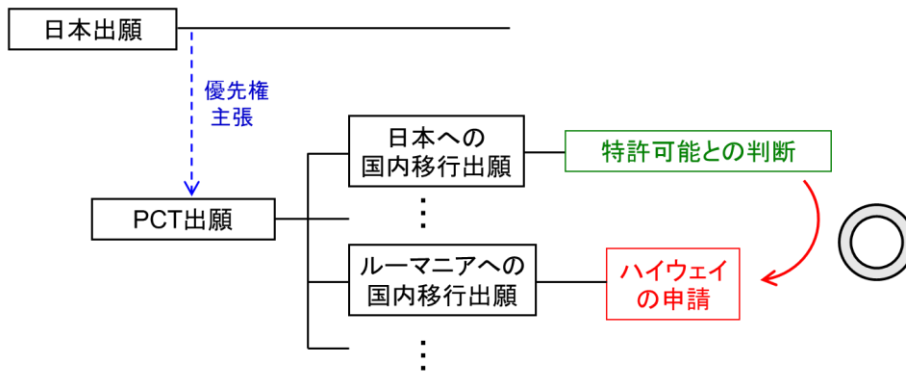 日本出願
優先権
主張
日本への
国内移行出願
特許可能との判断
PCT出願
ルーマニアへの
国内移行出願
ハイウェイ
の申請